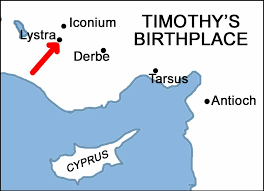 TIMOTHY'S
BIRTHPLACE
Iconium
Lystra
Derbe
Tarsus
Antioch
CYPRUS